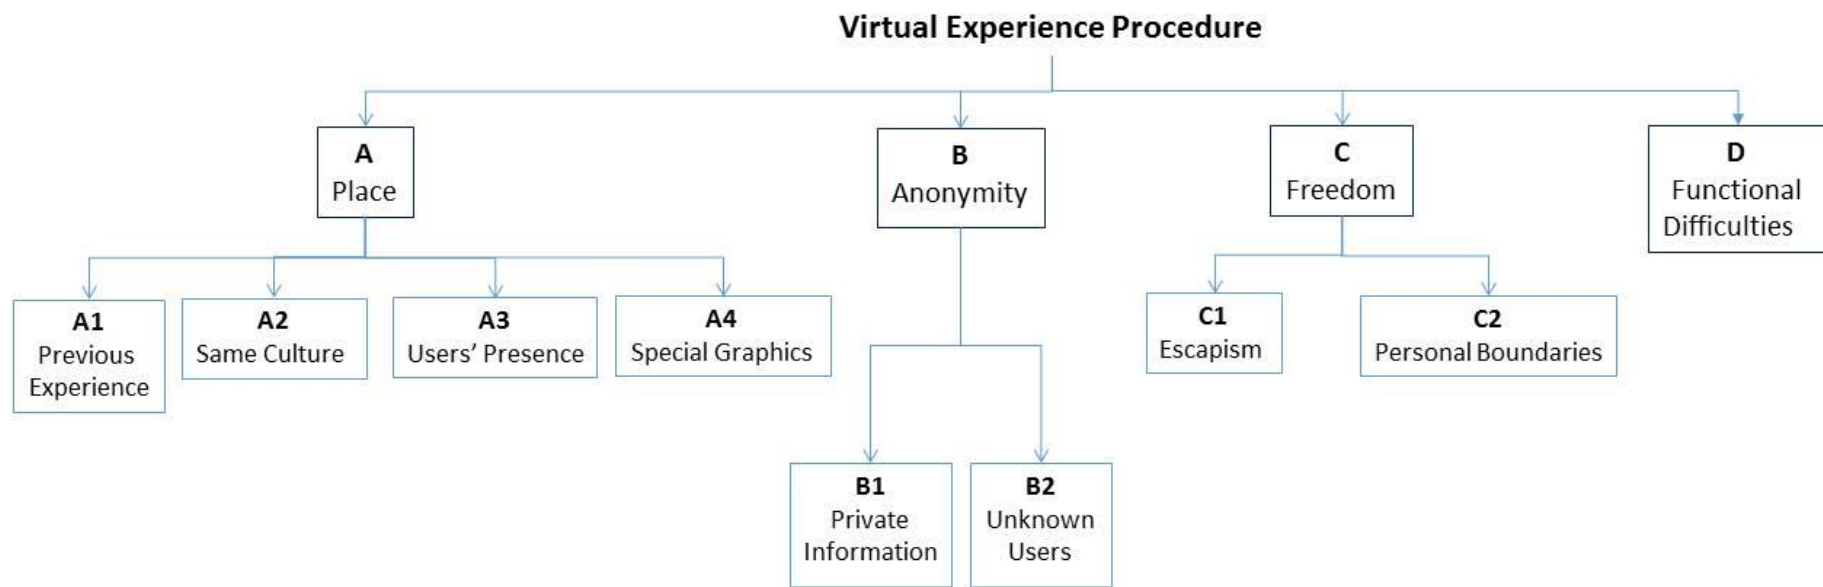 Virtual Experience Procedure
A
Place
B
Anonymity
C
Freedom
D
Functional
Difficulties
A1
Previous
Experience
A2
Same Culture
A3
Users’ Presence
A4
Special Graphics
C1
Escapism
C2
Personal Boundaries
B1
Private
Information
B2
Unknown
Users